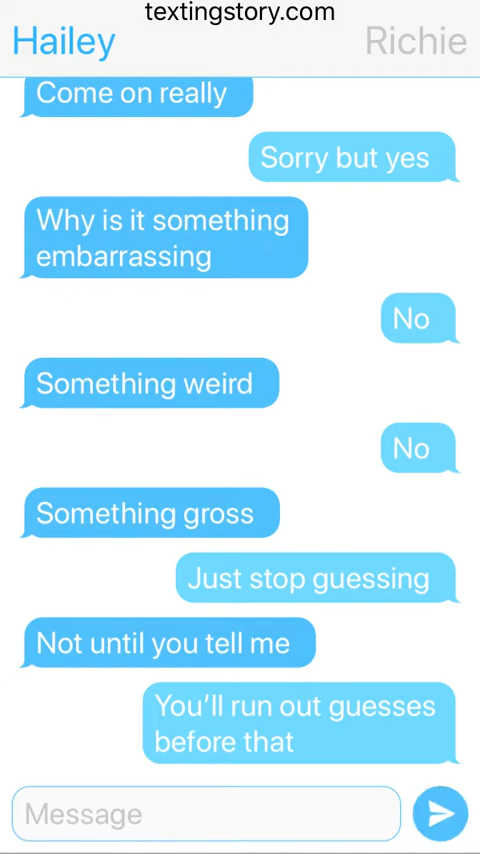 textingstory.com
Hailey
Richie
Come on really
Sorry but yes
Why is it something
embarrassing
No
Something weird
No
Something gross
Just stop guessing
Not until you tell me
You’ll run out guesses
before that
Message